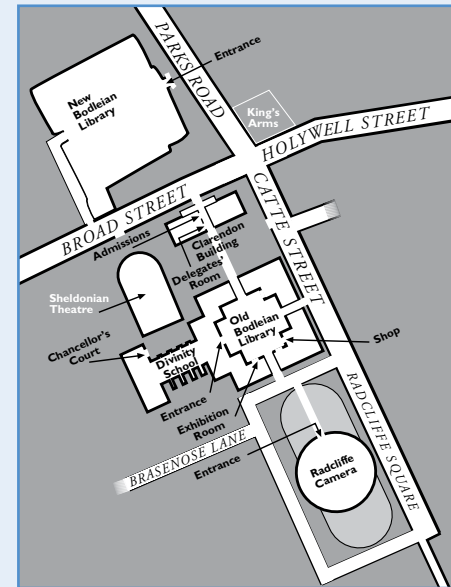 PARKS ROAD
Entrance
New
Bodleian
Library
King's
Arms
HOLYWELL STREET
BROAD STREET
CATTE STREET
Admissions
Clarendon
Building
Delegates'
Room
Sheldonian
Theatre
Old
Bodleian
Library
Chancellor's
Court
Divinity
School
Shop
Entrance
Exhibition
Room
RADCLIFFE SQUARE
BRASENOSE LANE
Entrance
Radcliffe
Camera